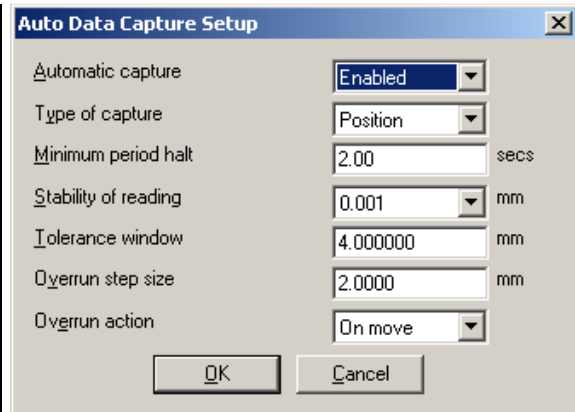 Auto Data Capture Setup
Automatic capture Enabled
Type of capture Position
Minimum period halt 2.00 secs
Stability of reading 0.001 mm
Tolerance window 4.000000 mm
Overrun step size 2.0000 mm
Overrun action On move
OK Cancel